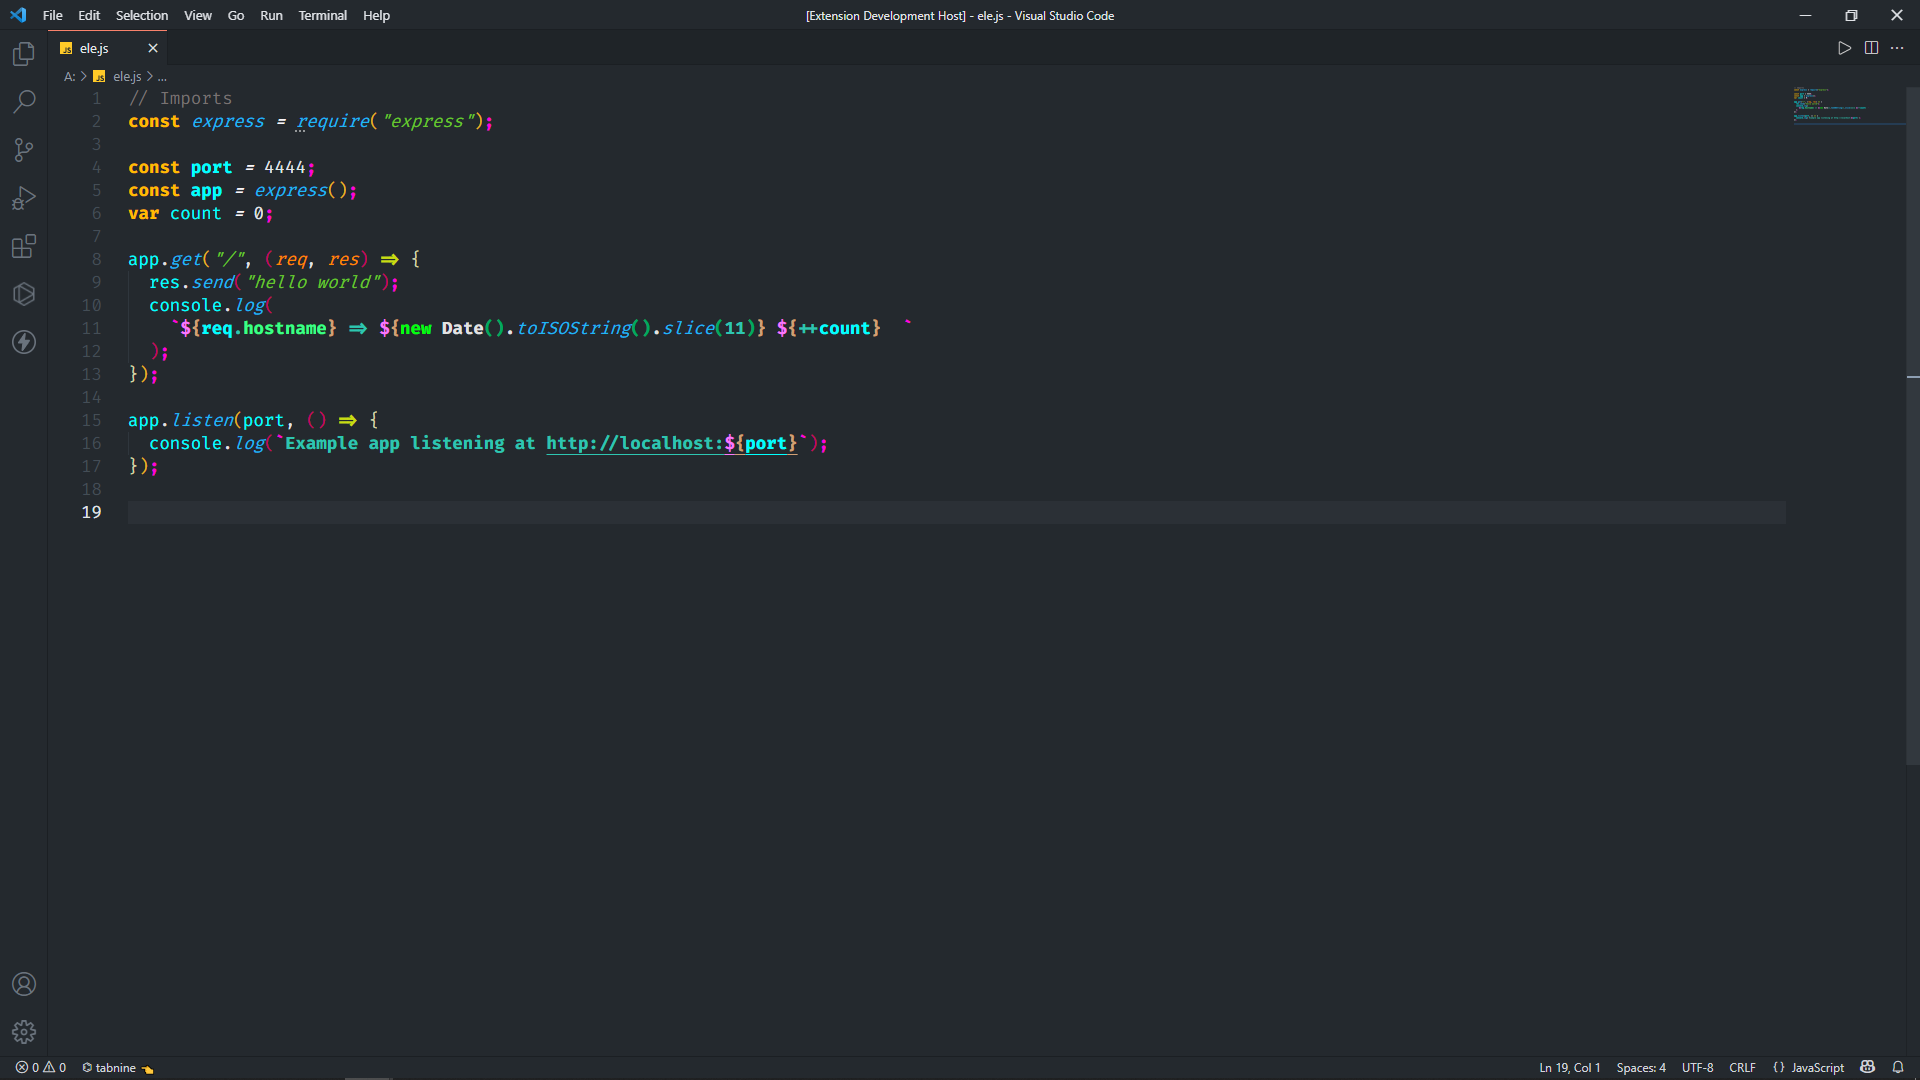 File Edit Selection View Go Run Terminal Help
[Extension Development Host] - ele.js - Visual Studio Code
JS ele.js
A: > JS ele.js > ...
1 // Imports
2 const express = require("express");
3
4 const port = 4444;
5 const app = express();
6 var count = 0;
7
8 app.get("/", (req, res) => {
9 res.send("hello world");
10 console.log(
11 `${req.hostname} => ${new Date().toISOString().slice(11)} ${++count}  `
12 );
13 });
14
15 app.listen(port, () => {
16 console.log(`Example app listening at http://localhost:${port}`);
17 });
18
19
0 0 tabnine Ln 19, Col 1 Spaces: 4 UTF-8 CRLF {} JavaScript